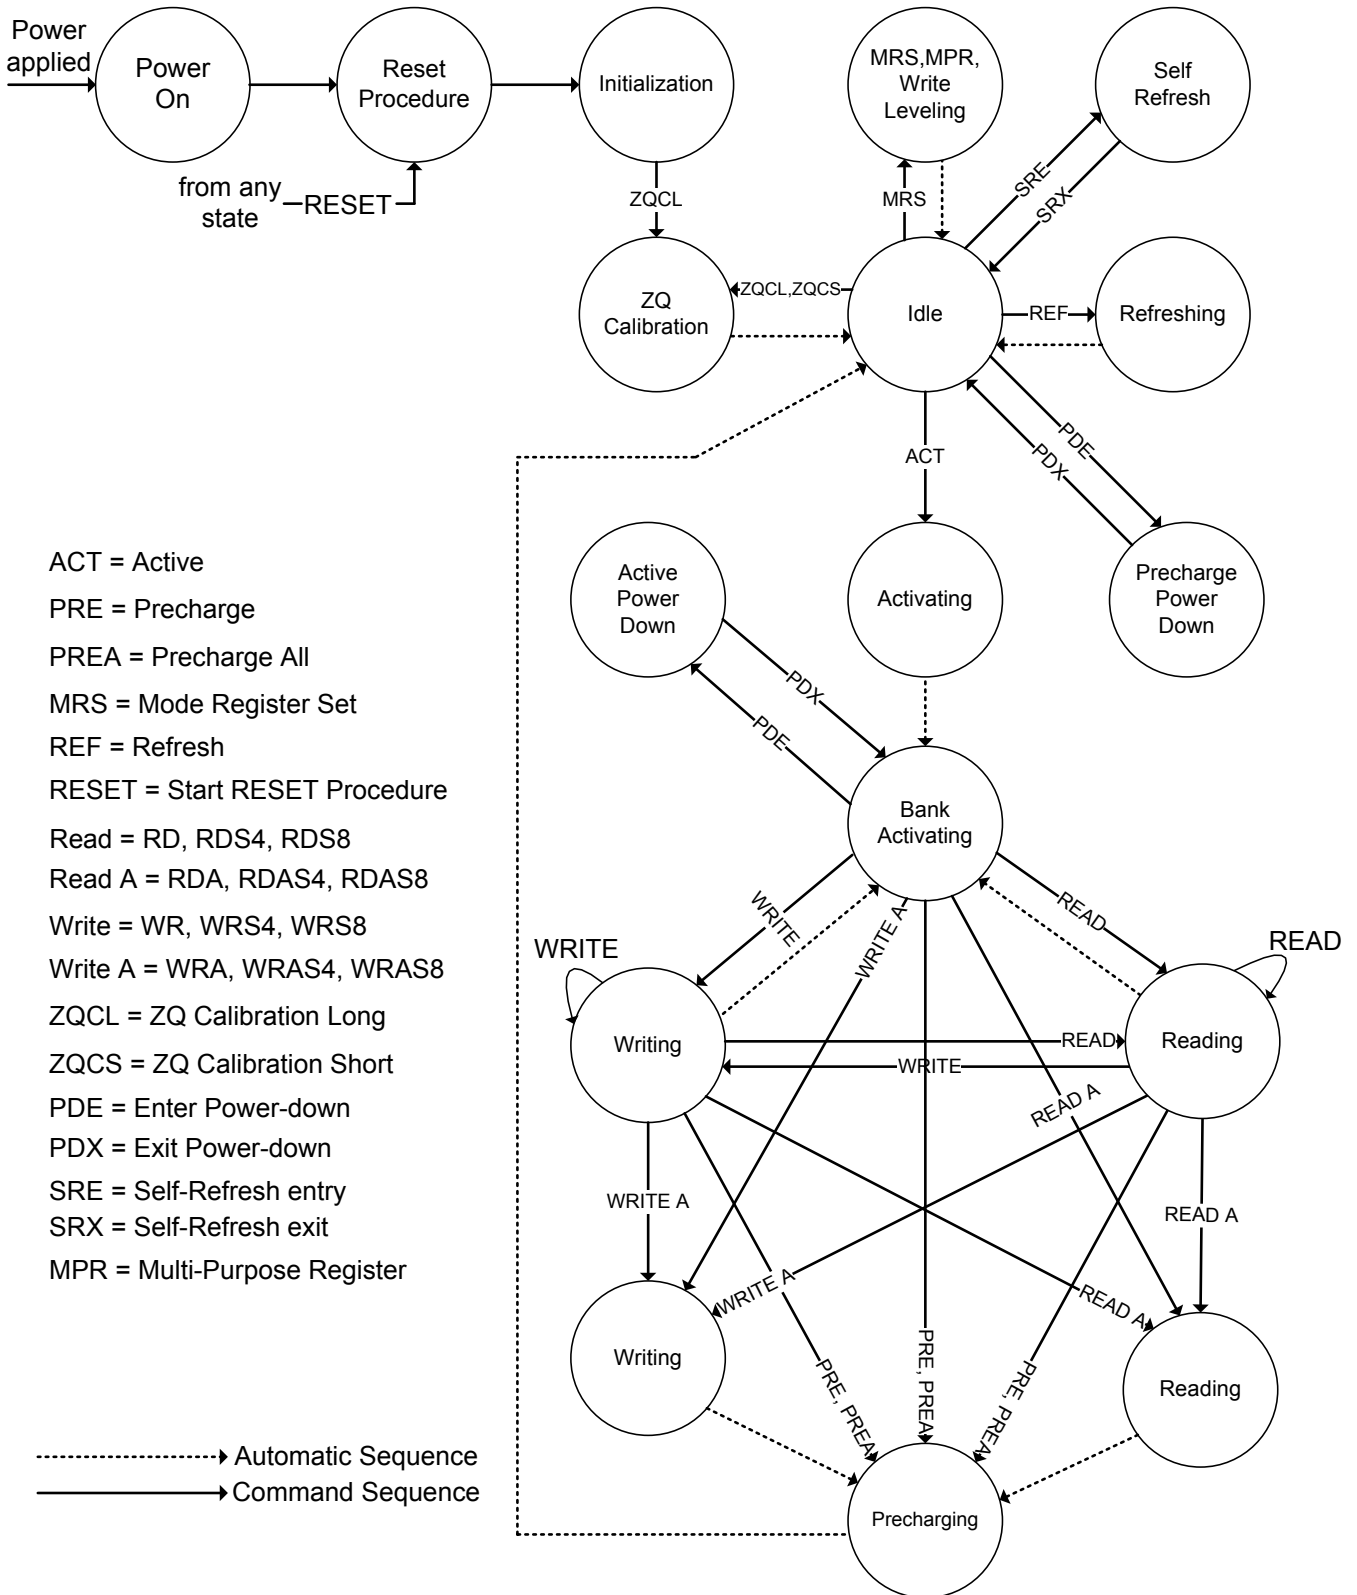 Power
applied
Power
On
Reset
Procedure
Initialization
MRS,MPR,
Write
Leveling
Self
Refresh
from any
state
RESET
ZQCL
MRS
SRE
SRX
ZQ
Calibration
ZQCL,ZQCS
Idle
REF
Refreshing
ACT
PDE
PDX
Active
Power
Down
Activating
Precharge
Power
Down
PDX
PDE
Bank
Activating
ACT = Active
PRE = Precharge
PREA = Precharge All
MRS = Mode Register Set
REF = Refresh
RESET = Start RESET Procedure
Read = RD, RDS4, RDS8
Read A = RDA, RDAS4, RDAS8
Write = WR, WRS4, WRS8
Write A = WRA, WRAS4, WRAS8
ZQCL = ZQ Calibration Long
ZQCS = ZQ Calibration Short
PDE = Enter Power-down
PDX = Exit Power-down
SRE = Self-Refresh entry
SRX = Self-Refresh exit
MPR = Multi-Purpose Register
WRITE
WRITE A
READ
WRITE
READ
Writing
READ
Reading
WRITE
READ A
WRITE A
READ A
WRITE A
READ A
Writing
PRE, PREA
PRE, PREA
PRE, PREA
Reading
Precharging
Automatic Sequence
Command Sequence